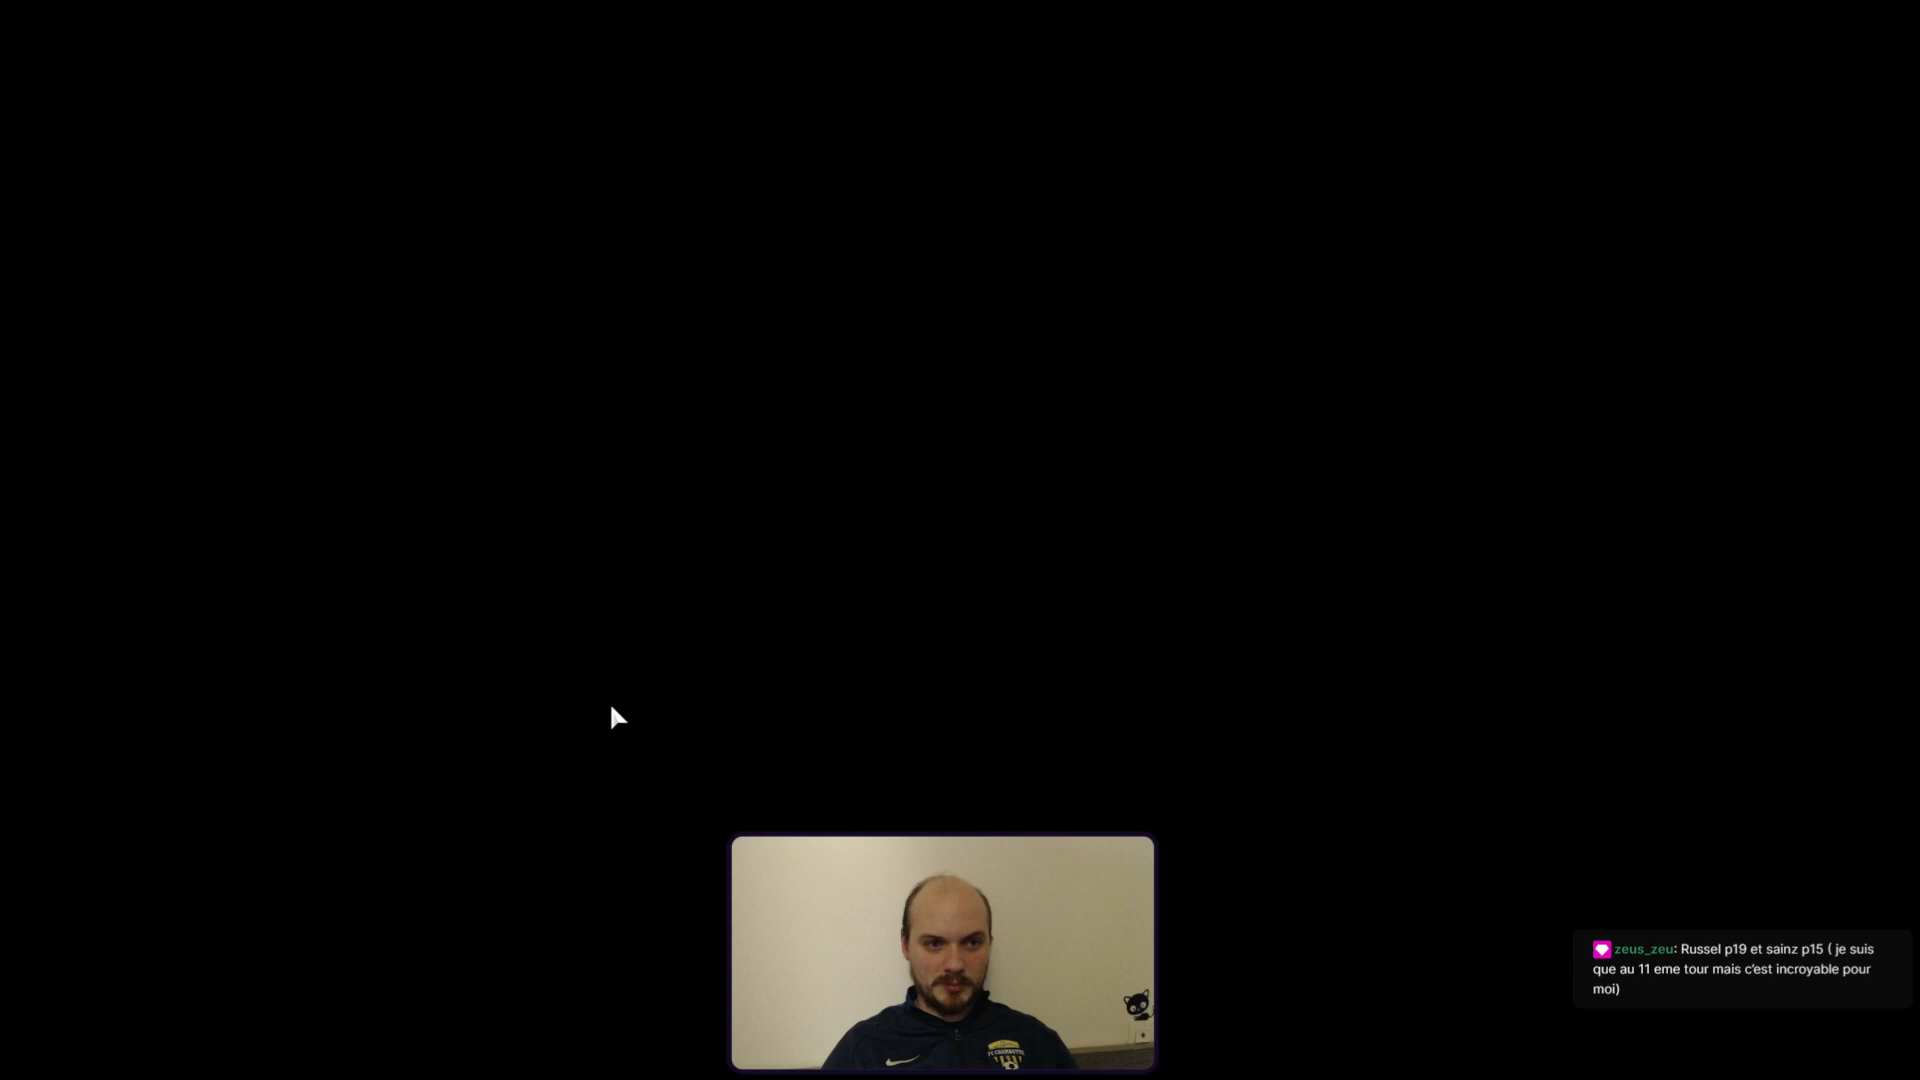 zeus_zeu: Russel p19 et sainz p15 ( je suis
que au 11 eme tour mais c'est incroyable pour
moi)